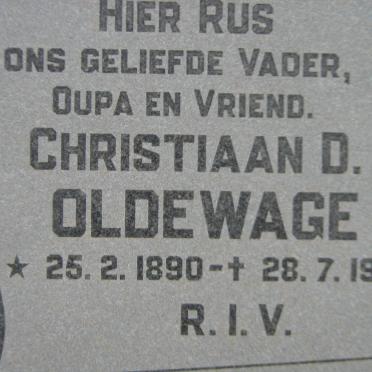 HIER RUS
ONS GELIEFDE VADER,
OUPA EN VRIEND.
CHRISTIAAN D.
OLDEWAGE
★ 25. 2. 1890 - † 28. 7. 19
R. I. V.